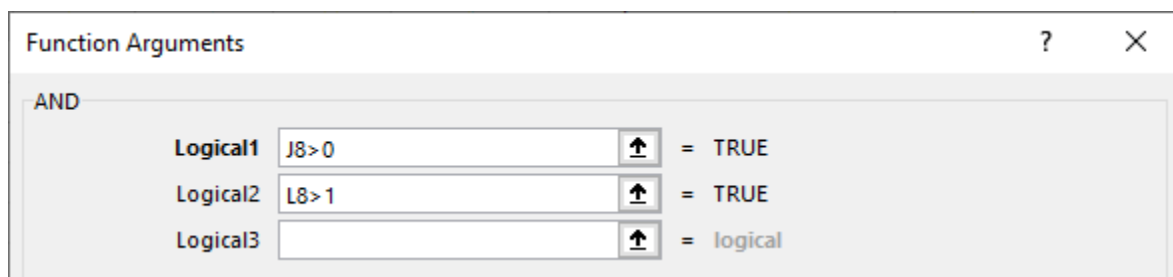 Function Arguments ? ×
AND
Logical1 J8>0 = TRUE
Logical2 L8>1 = TRUE
Logical3 = logical